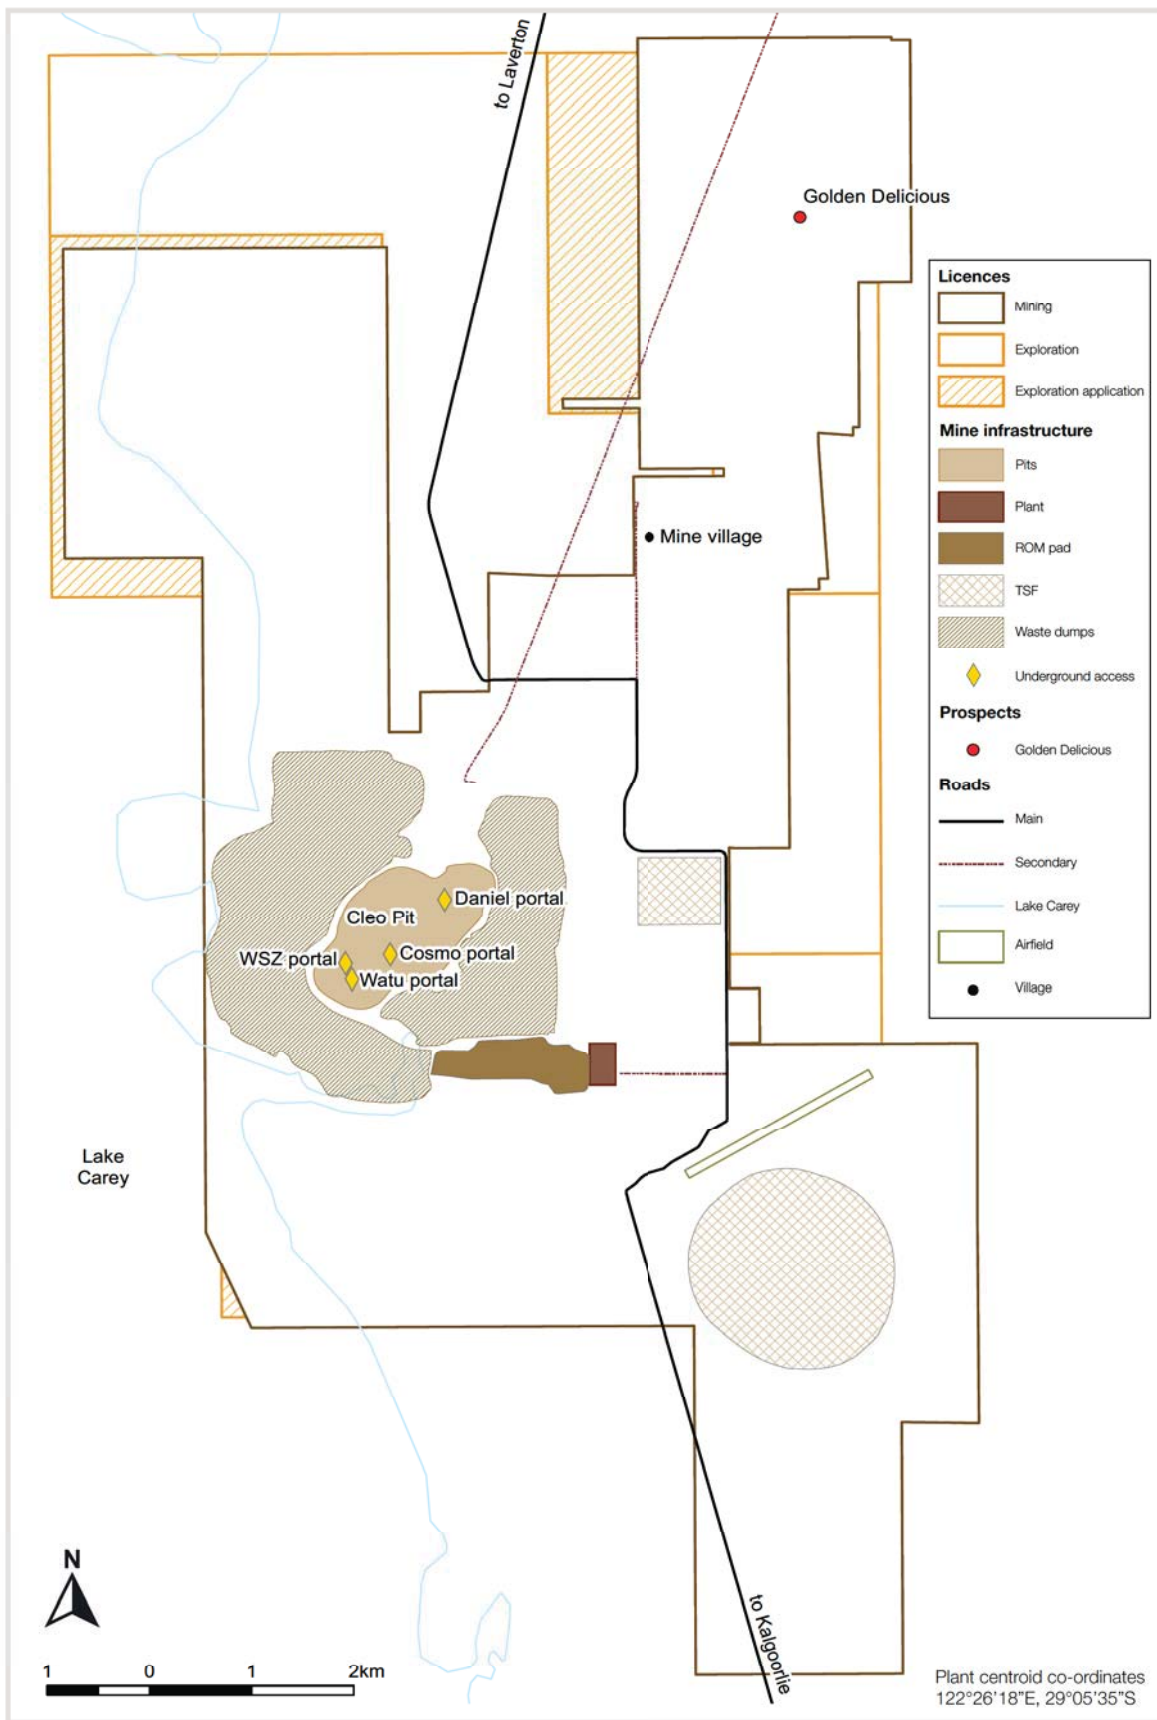 to Laverton
Golden Delicious
Licences
Mining
Exploration
Exploration application
Mine infrastructure
Pits
Plant
ROM pad
TSF
Waste dumps
Underground access
Prospects
Golden Delicious
Roads
Main
Secondary
Lake Carey
Airfield
Village
Mine village
Daniel portal
Cleo Pit
Cosmo portal
WSZ portal
Watu portal
Lake
Carey
N
to Kalgoorlie
1 0 1 2km
Plant centroid co-ordinates
122°26'18"E, 29°05'35"S